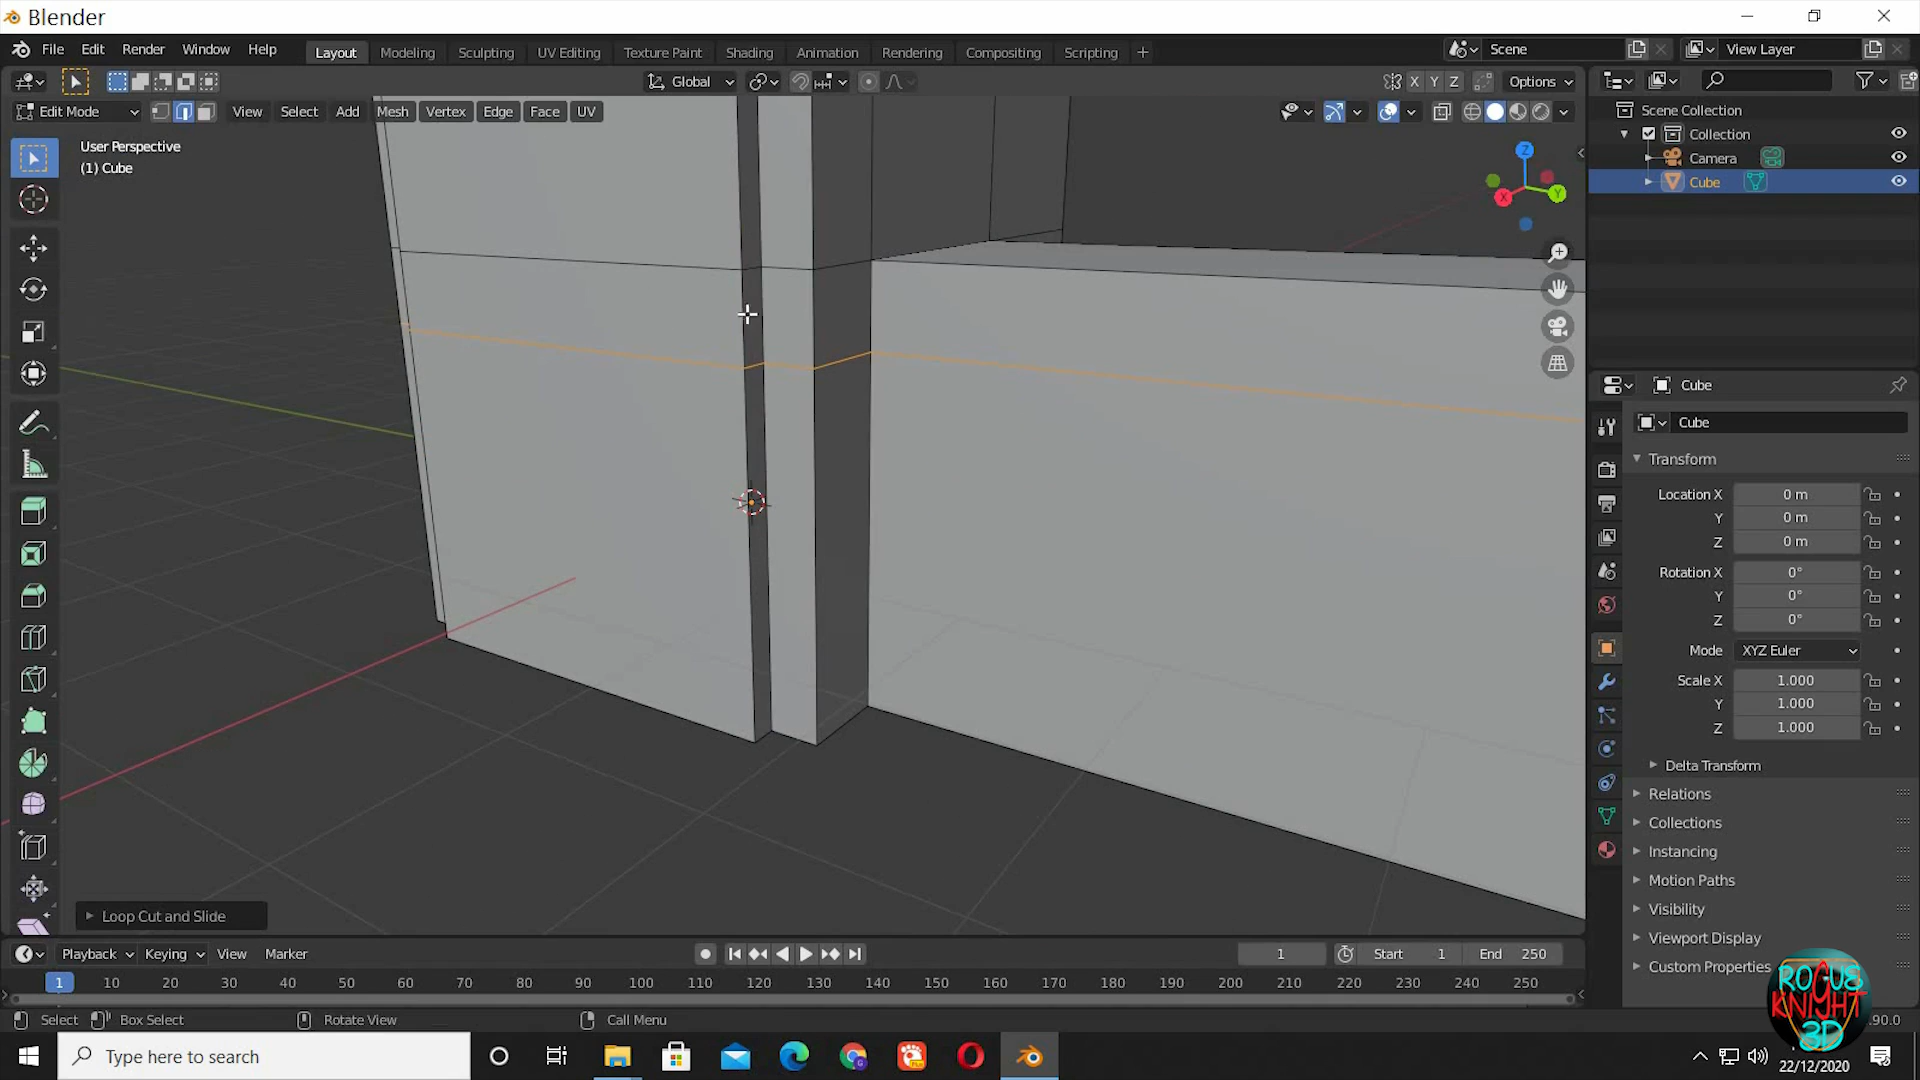 Blender
File Edit Render Window Help Layout Modeling Sculpting UV Editing Texture Paint Shading Animation Rendering Compositing Scripting + Scene View Layer
Global X Y Z Options
Edit Mode View Select Add Mesh Vertex Edge Face UV
Scene Collection
Collection
Camera
Cube
User Perspective
(1) Cube
Z
X
Y
Cube
Cube
Transform
Location X 0 m
Y 0 m
Z 0 m
Rotation X 0°
Y 0°
Z 0°
Mode XYZ Euler
Scale X 1.000
Y 1.000
Z 1.000
Delta Transform
Relations
Collections
Instancing
Motion Paths
Visibility
Viewport Display
Custom Properties
Loop Cut and Slide
Playback Keying View Marker 1 Start 1 End 250
1 10 20 30 40 50 60 70 80 90 100 110 120 130 140 150 160 170 180 190 200 210 220 230 240 250
Select Box Select Rotate View Call Menu .90.0
ROGUE
KNIGHT
3D
Type here to search
22/12/2020